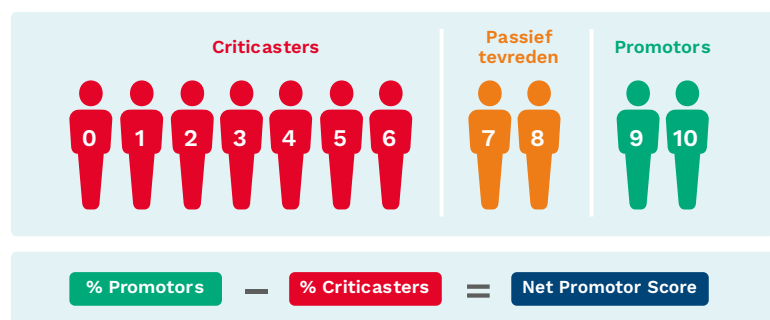 Criticasters
Passief
tevreden
Promotors
0 1 2 3 4 5 6 7 8 9 10
% Promotors – % Criticasters = Net Promotor Score